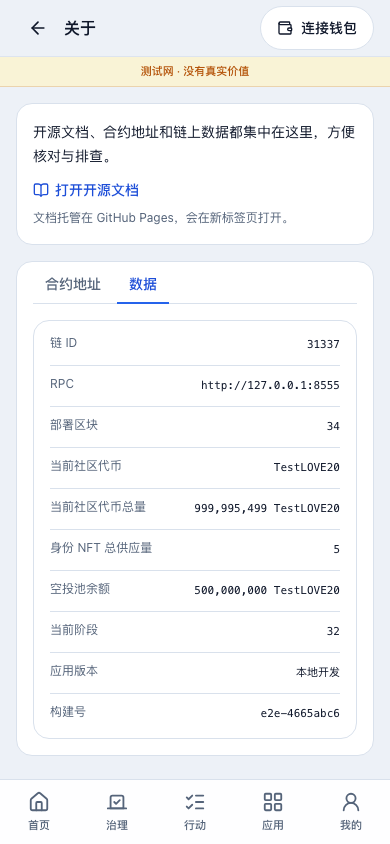 关于
连接钱包
测试网 · 没有真实价值
开源文档、合约地址和链上数据都集中在这里，方便
核对与排查。
打开开源文档
文档托管在 GitHub Pages，会在新标签页打开。
合约地址 数据
链 ID 31337
RPC http://127.0.0.1:8555
部署区块 34
当前社区代币 TestLOVE20
当前社区代币总量 999,995,499 TestLOVE20
身份 NFT 总供应量 5
空投池余额 500,000,000 TestLOVE20
当前阶段 32
应用版本 本地开发
构建号 e2e-4665abc6
首页 治理 行动 应用 我的